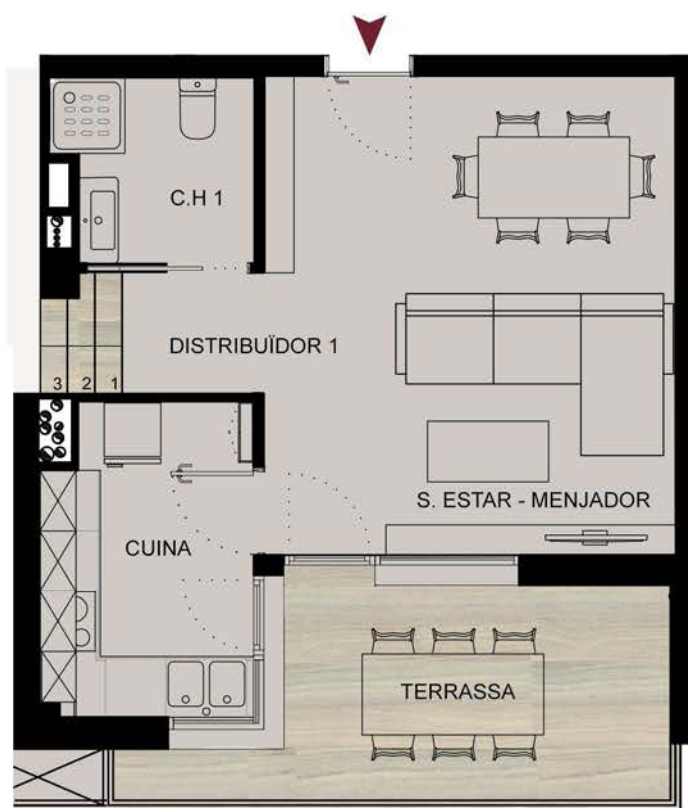 C.H 1
DISTRIBUÏDOR 1
3 2 1
S. ESTAR - MENJADOR
CUINA
TERRASSA